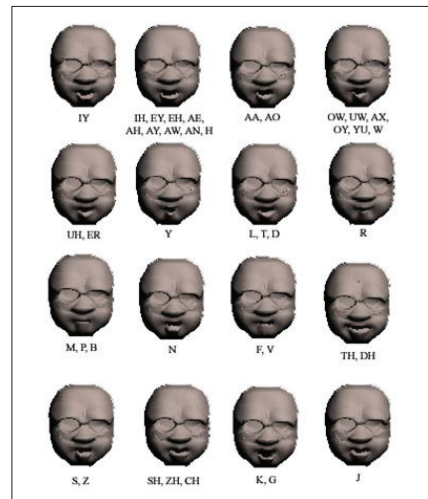 IY
IH, EY, EH, AE,
AH, AY, AW, AN, H
AA, AO
OW, UW, AX,
OY, YU, W
UH, ER
Y
L, T, D
R
M, P, B
N
F, V
TH, DH
S, Z
SH, ZH, CH
K, G
J